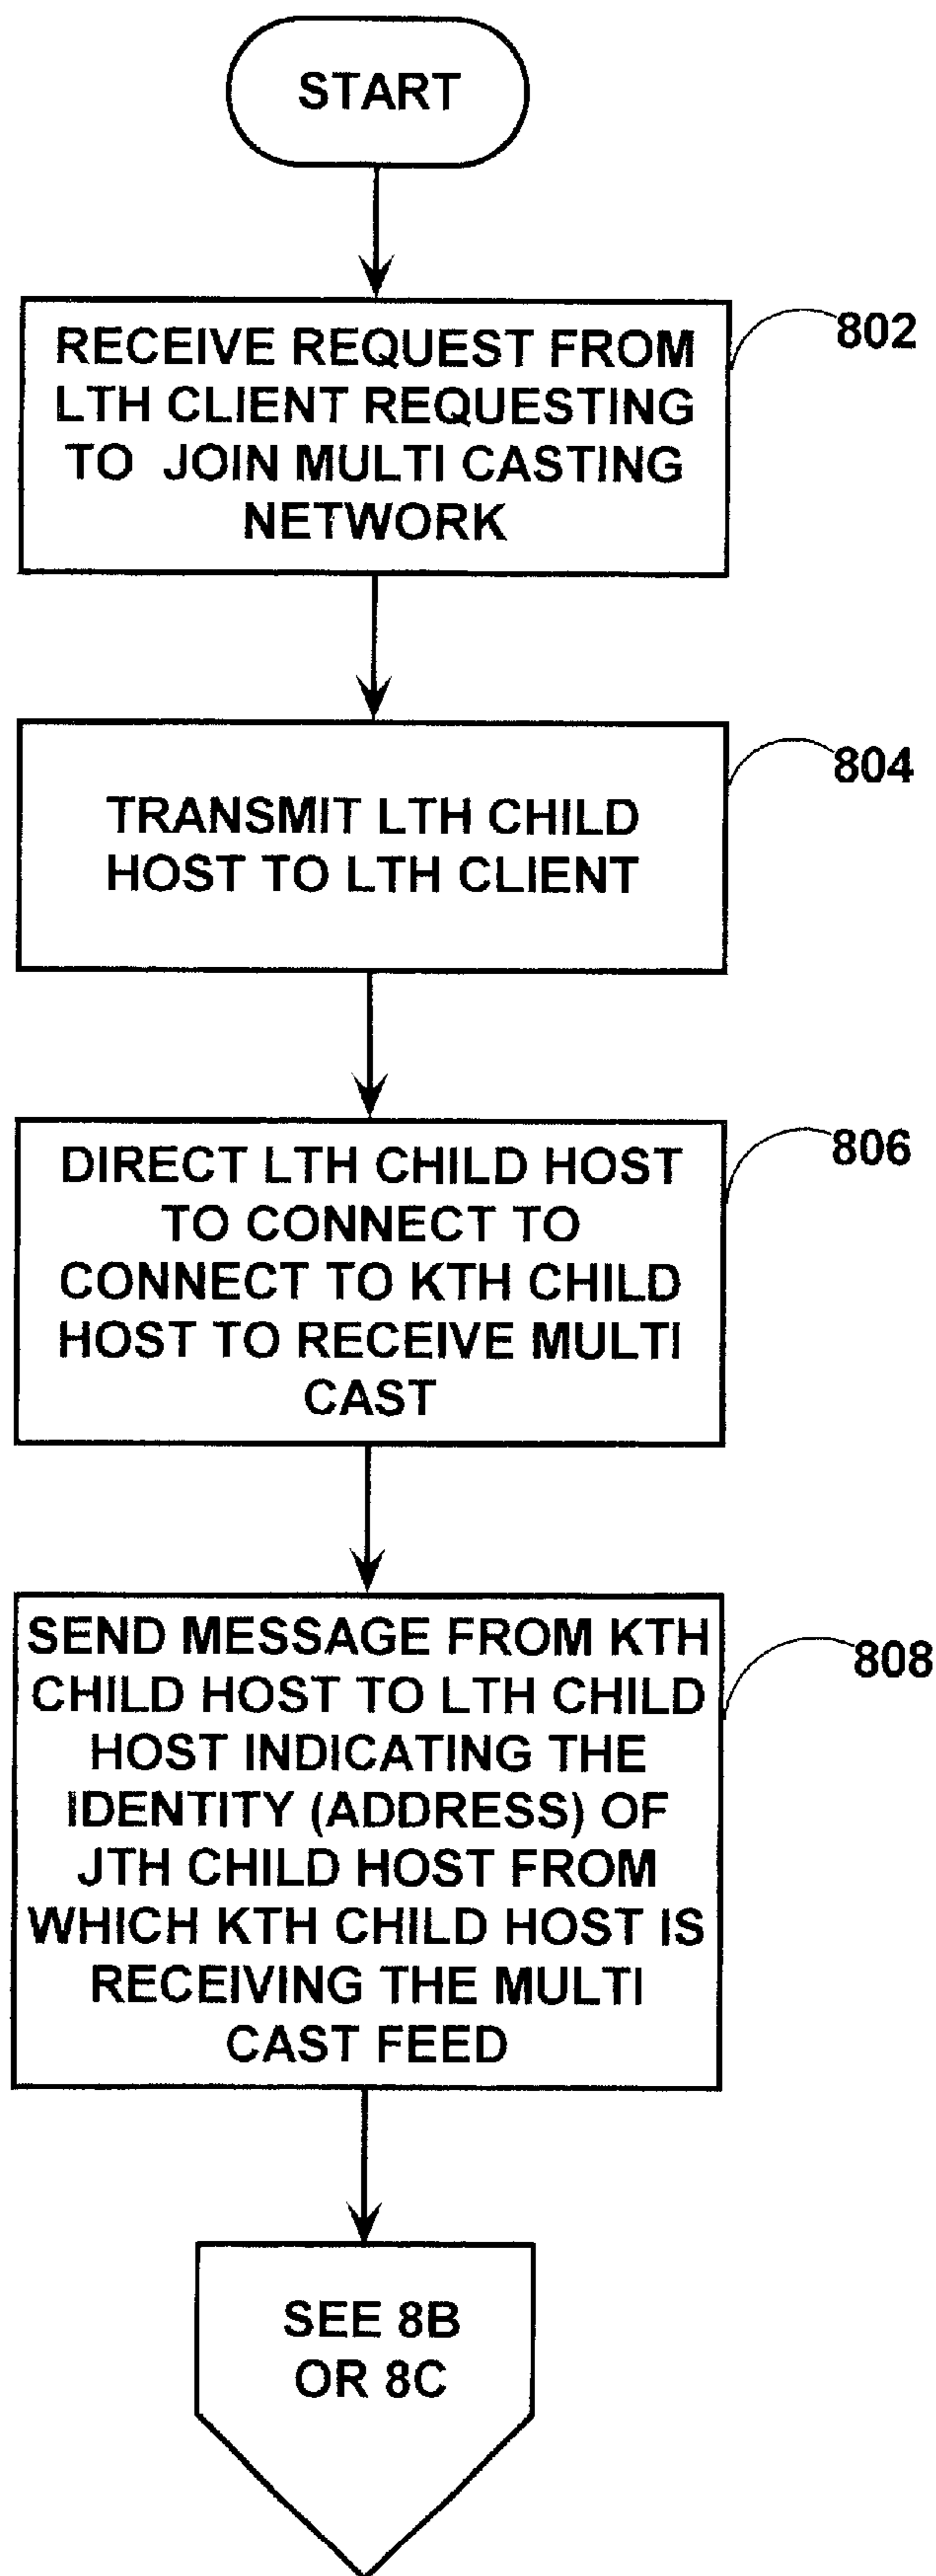 START
RECEIVE REQUEST FROM
LTH CLIENT REQUESTING
TO JOIN MULTI CASTING
NETWORK
802
TRANSMIT LTH CHILD
HOST TO LTH CLIENT
804
DIRECT LTH CHILD HOST
TO CONNECT TO
CONNECT TO KTH CHILD
HOST TO RECEIVE MULTI
CAST
806
SEND MESSAGE FROM KTH
CHILD HOST TO LTH CHILD
HOST INDICATING THE
IDENTITY (ADDRESS) OF
JTH CHILD HOST FROM
WHICH KTH CHILD HOST IS
RECEIVING THE MULTI
CAST FEED
808
SEE 8B
OR 8C